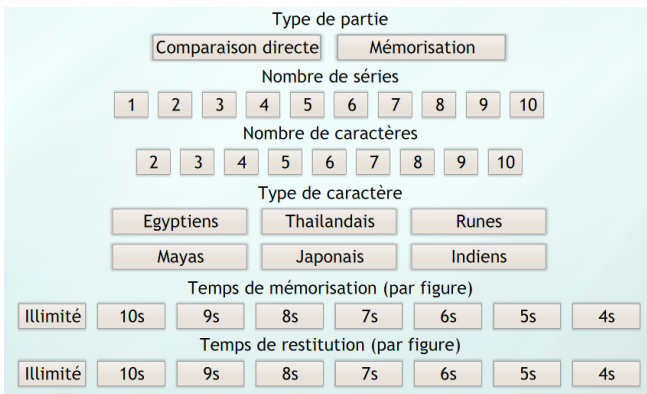 Type de partie
Comparaison directe Mémorisation
Nombre de séries
1 2 3 4 5 6 7 8 9 10
Nombre de caractères
2 3 4 5 6 7 8 9 10
Type de caractère
Egyptiens Thailandais Runes
Mayas Japonais Indiens
Temps de mémorisation (par figure)
Illimité 10s 9s 8s 7s 6s 5s 4s
Temps de restitution (par figure)
Illimité 10s 9s 8s 7s 6s 5s 4s